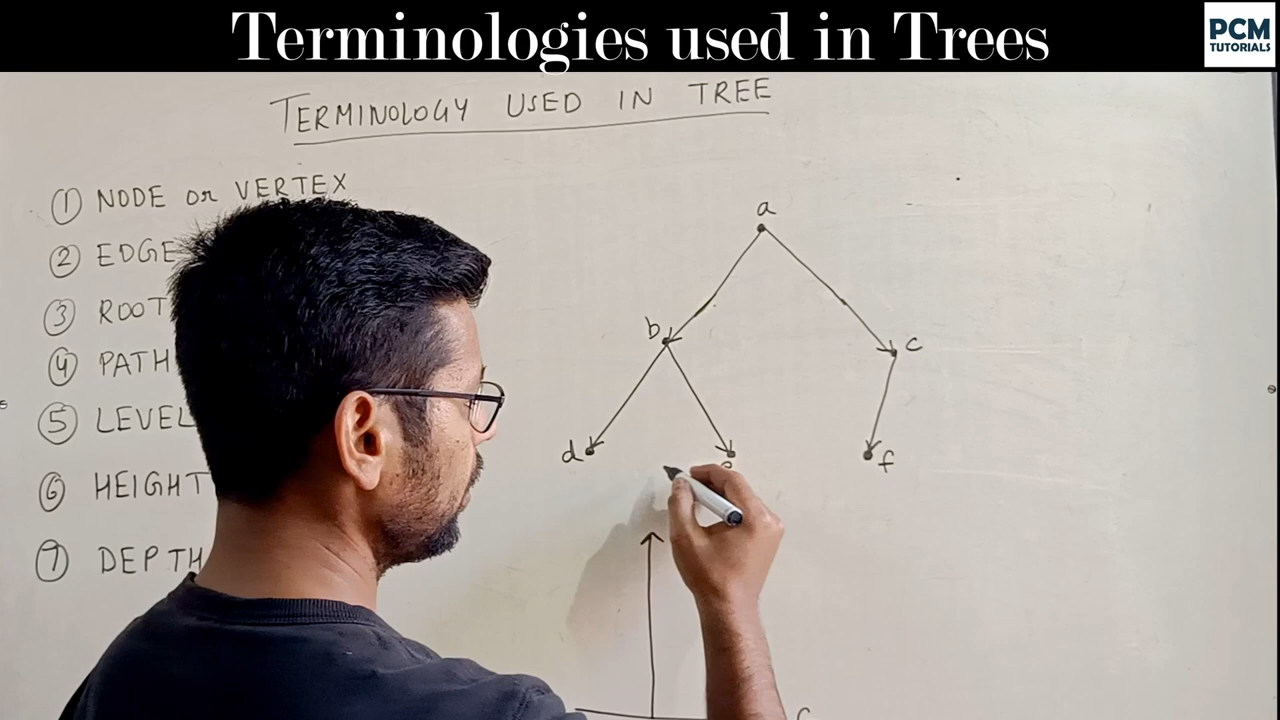 Terminologies used in Trees
PCM
TUTORIALS
TERMINOLOGY USED IN TREE
1 NODE or VERTEX
2 EDGE
3 ROOT
4 PATH
5 LEVEL
6 HEIGHT
7 DEPTH
a
b
c
d
f